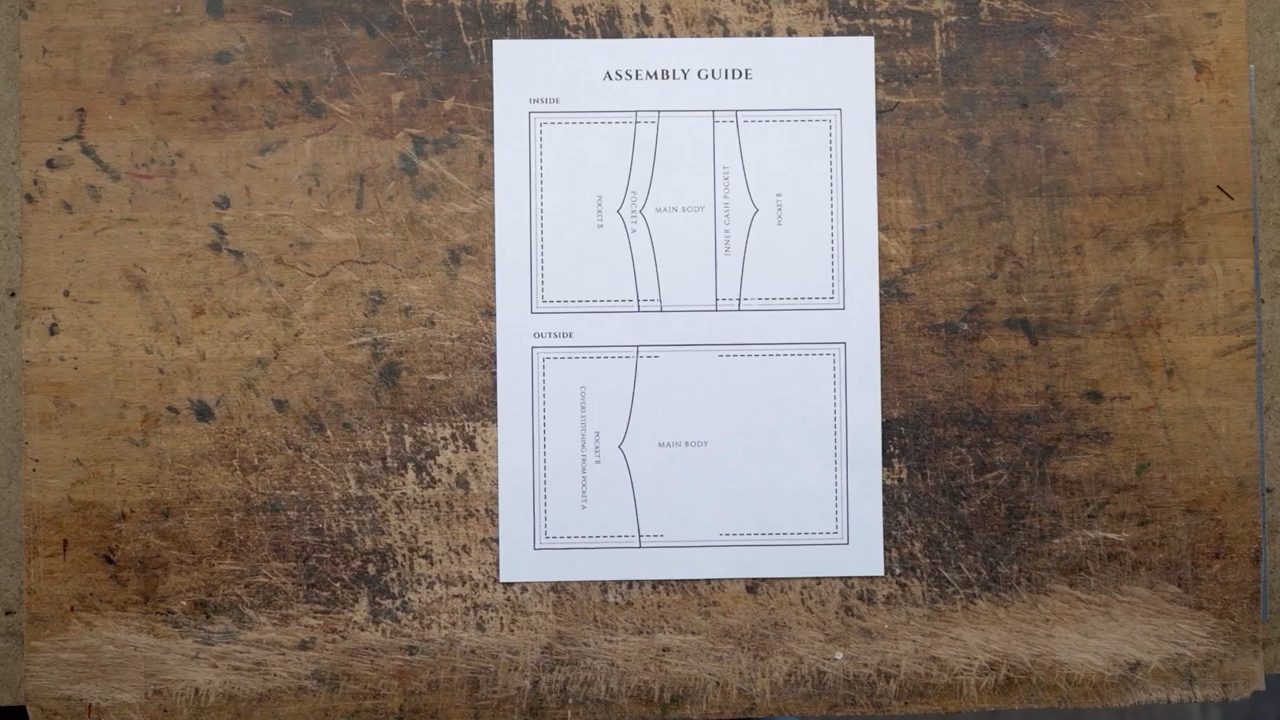 ASSEMBLY GUIDE
INSIDE
POCKET B
POCKET A
MAIN BODY
INNER CASH POCKET
POCKET B
OUTSIDE
COVERS STITCHING FROM POCKET A
POCKET B
MAIN BODY